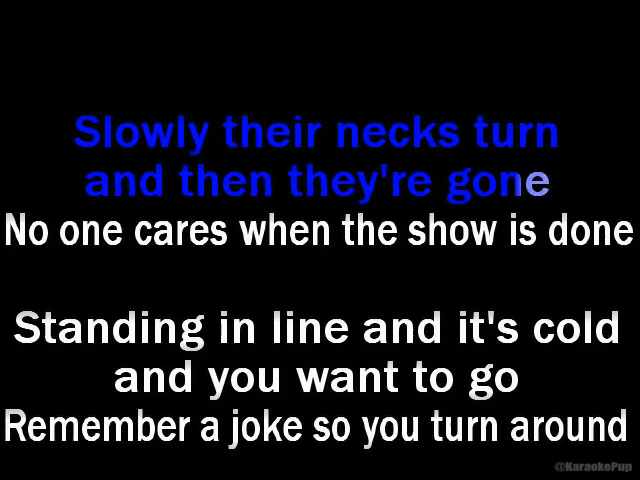 Slowly their necks turn
and then they're gone
No one cares when the show is done
Standing in line and it's cold
and you want to go
Remember a joke so you turn around
@KaraokePup